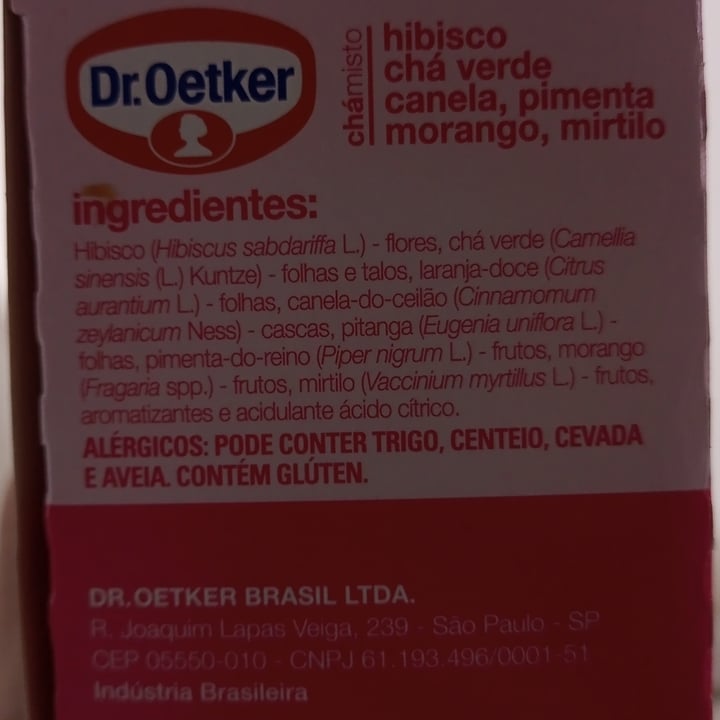 Dr.Oetker
chámisto
hibisco
chá verde
canela, pimenta
morango, mirtilo
ingredientes:
Hibisco (Hibiscus sabdariffa L.) - flores, chá verde (Camellia
sinensis (L.) Kuntze) - folhas e talos, laranja-doce (Citrus
aurantium L.) - folhas, canela-do-ceilão (Cinnamomum
zeylanicum Ness) - cascas, pitanga (Eugenia uniflora L.) -
folhas, pimenta-do-reino (Piper nigrum L.) - frutos, morango
(Fragaria spp.) - frutos, mirtilo (Vaccinium myrtillus L.) - frutos,
aromatizantes e acidulante ácido cítrico.
ALÉRGICOS: PODE CONTER TRIGO, CENTEIO, CEVADA
E AVEIA. CONTÉM GLÚTEN.
DR.OETKER BRASIL LTDA.
R. Joaquim Lapas Veiga, 239 - São Paulo - SP
CEP 05550-010 - CNPJ 61.193.496/0001-51
Indústria Brasileira